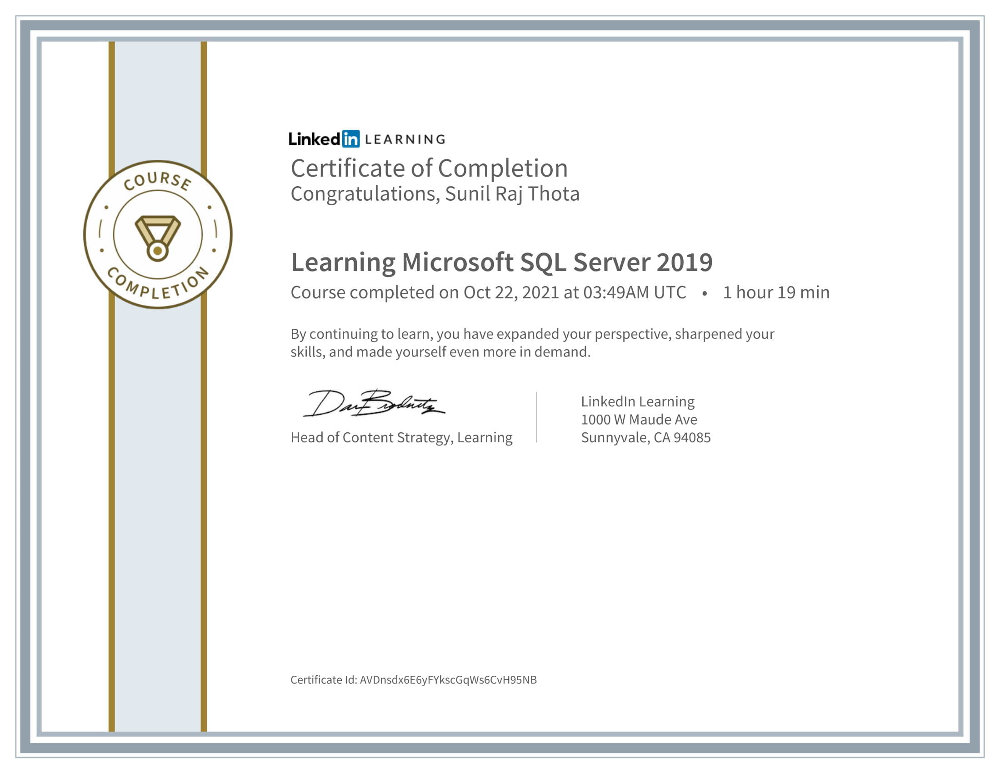 COURSE
COMPLETION
Linked in LEARNING
Certificate of Completion
Congratulations, Sunil Raj Thota
Learning Microsoft SQL Server 2019
Course completed on Oct 22, 2021 at 03:49AM UTC • 1 hour 19 min
By continuing to learn, you have expanded your perspective, sharpened your
skills, and made yourself even more in demand.
Head of Content Strategy, Learning
LinkedIn Learning
1000 W Maude Ave
Sunnyvale, CA 94085
Certificate Id: AVDnsdx6E6yFYkscGqWs6CvH95NB